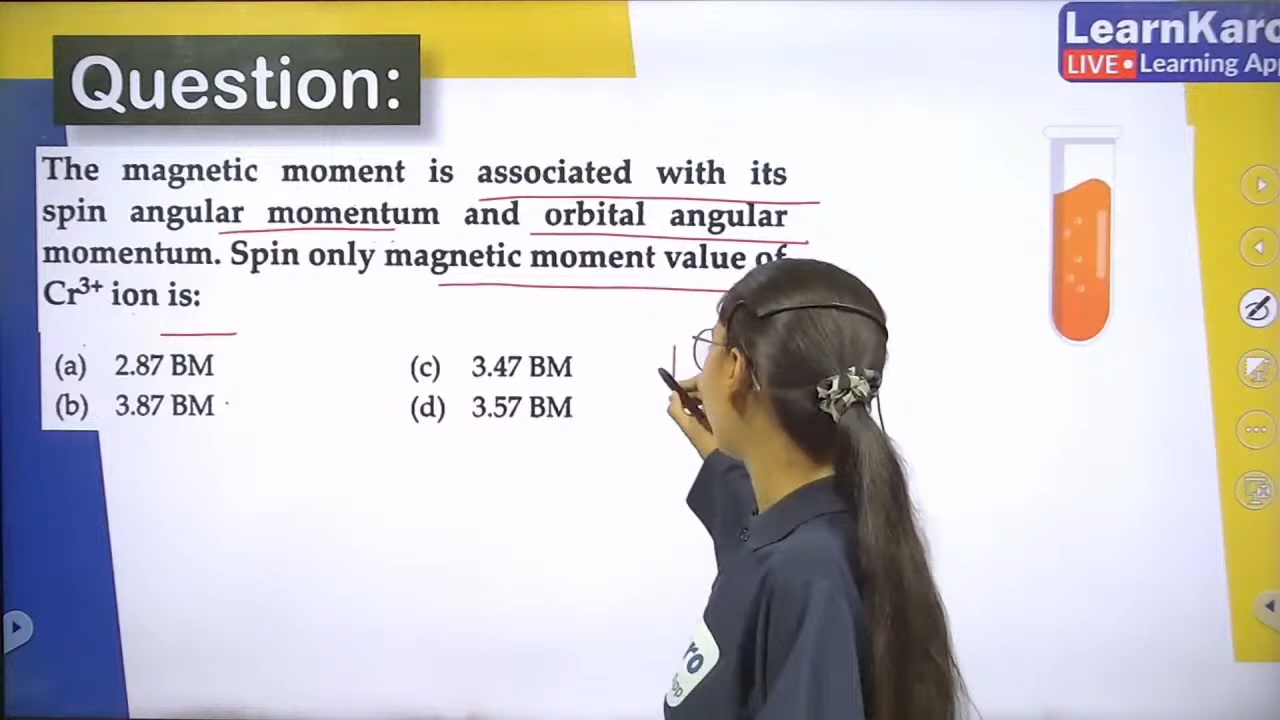 LearnKaro
LIVE • Learning App
Question:
The magnetic moment is associated with its
spin angular momentum and orbital angular
momentum. Spin only magnetic moment value of
Cr³⁺ ion is:
(a) 2.87 BM
(c) 3.47 BM
(b) 3.87 BM
(d) 3.57 BM
ro